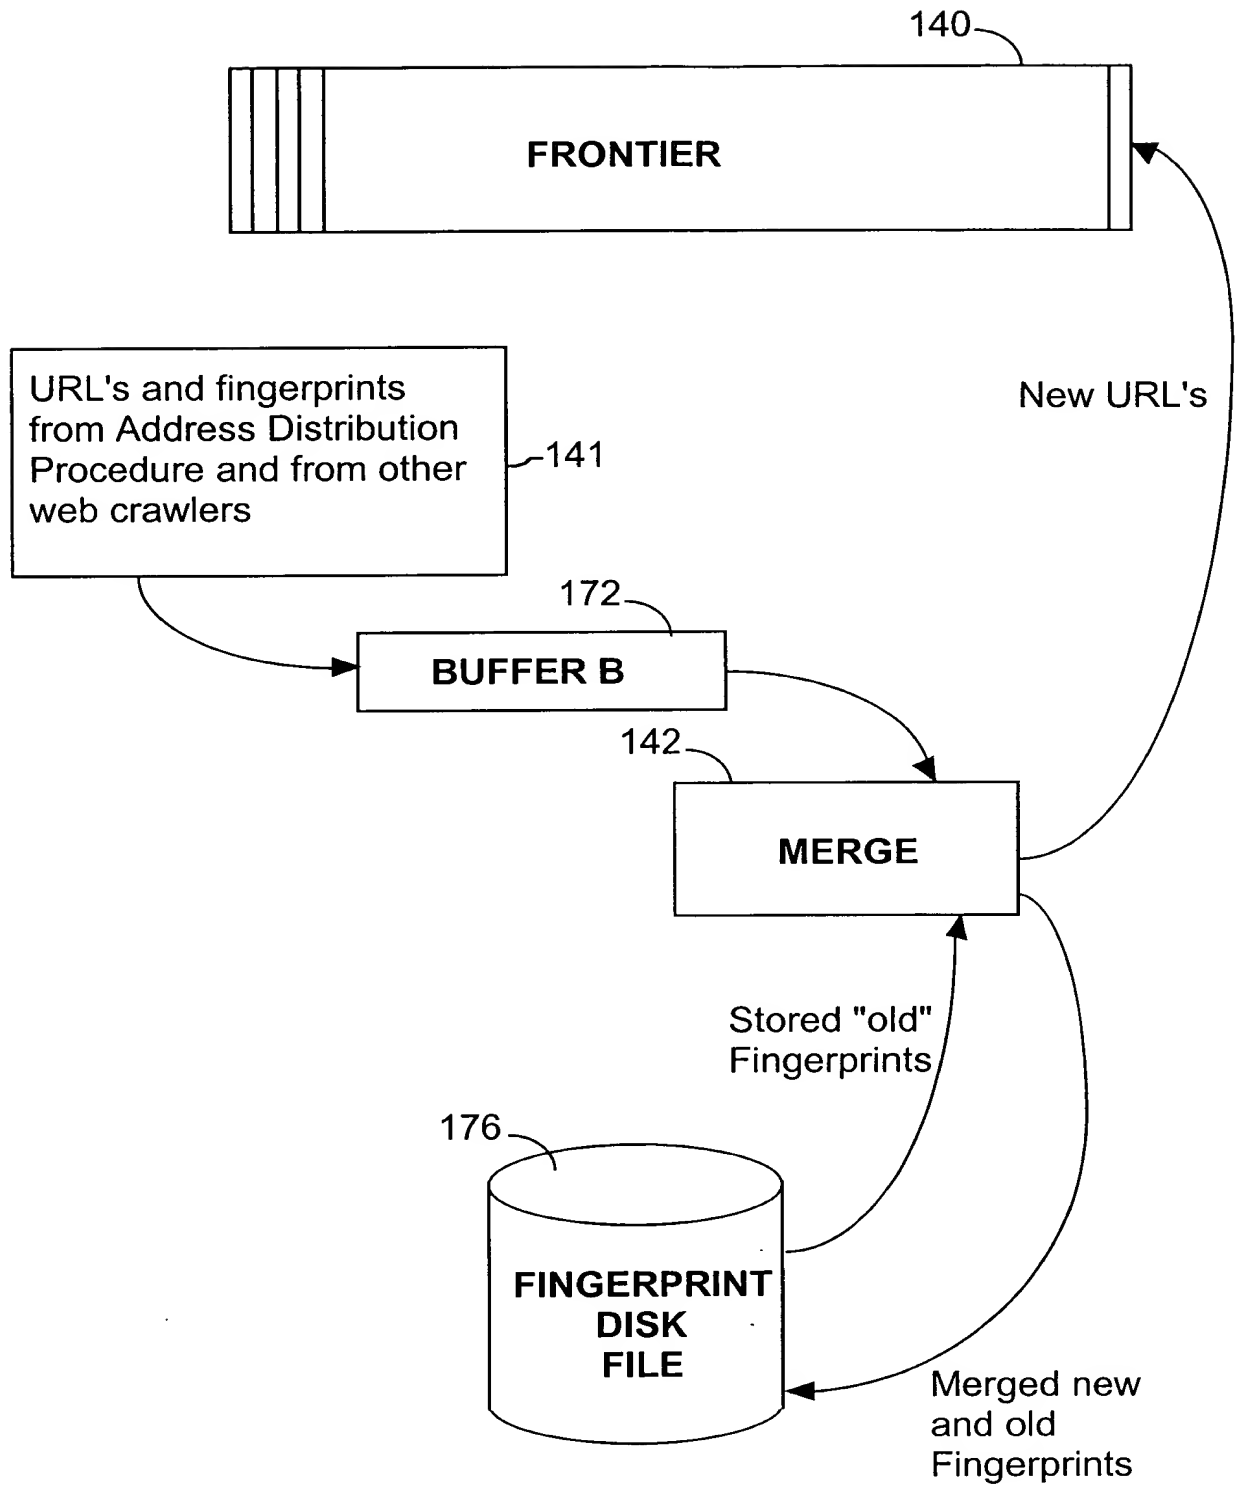 140
FRONTIER
URL's and fingerprints
from Address Distribution
Procedure and from other
web crawlers
141
New URL's
172
BUFFER B
142
MERGE
Stored "old"
Fingerprints
176
FINGERPRINT
DISK
FILE
Merged new
and old
Fingerprints